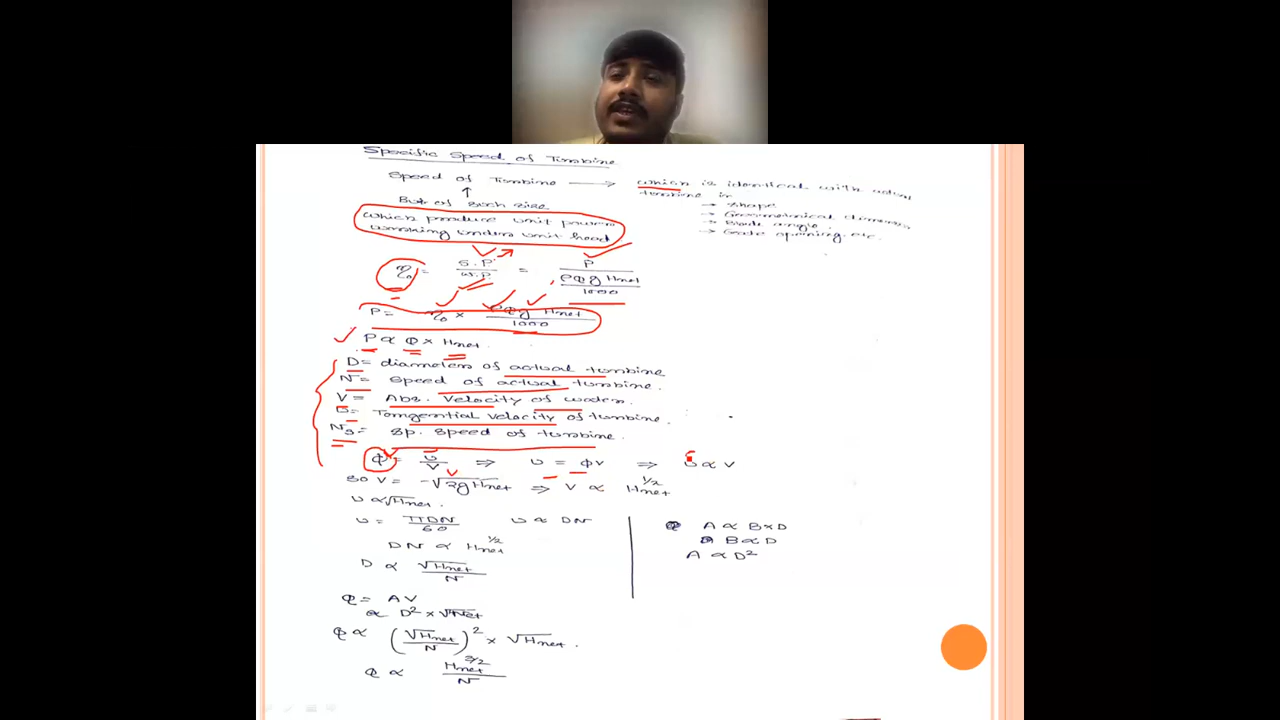 Specific speed of Turbine
Speed of Turbine → which is identical with actual
turbine in
↑
But of such size
→ Shape
which produce unit power
→ Geometrical dimension
working under unit head
→ Blade angle.
→ Gate opening etc.
η₀ = S.P / W.P = P / (ρQg Hnet / 1000)
P = η₀ × ρQg Hnet / 1000
P ∝ Q × Hnet.
D = diameter of actual turbine
N = Speed of actual turbine.
V = Abs. Velocity of water.
U = Tangential velocity of turbine.
Ns = Sp. speed of turbine.
Φ = u / V ⇒ u = ΦV ⇒ u ∝ V
so V = √2gHnet ⇒ V ∝ Hnet^1/2
u ∝ √Hnet.
u = ΠDN / 60 u ∝ DN
DN ∝ Hnet^1/2
D ∝ √Hnet / N
A ∝ B×D
B ∝ D
A ∝ D²
Q = AV
∝ D² × √Hnet
Q ∝ (√Hnet / N)² × √Hnet.
Q ∝ Hnet^3/2 / N